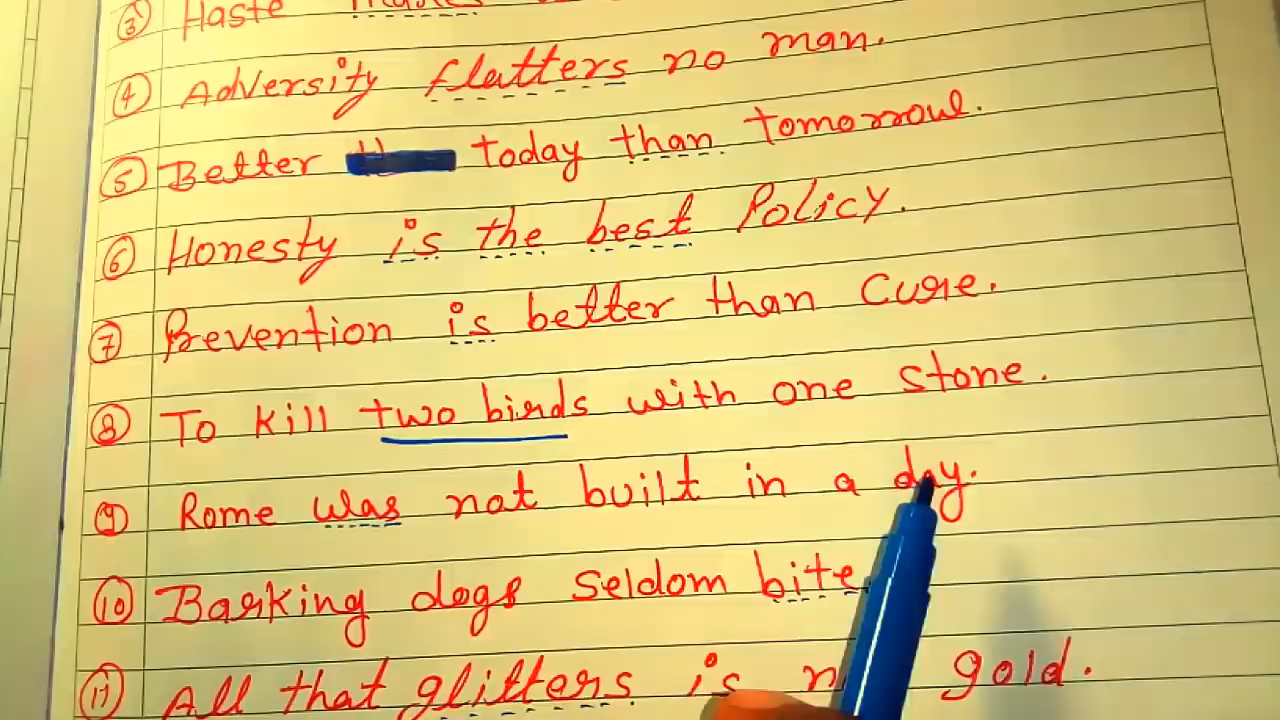 ③ Haste makes
④ Adversity flatters no man.
⑤ Better today than tomorrow.
⑥ Honesty is the best Policy.
⑦ Prevention is better than Cure.
⑧ To kill two birds with one stone.
⑨ Rome was not built in a day.
⑩ Barking dogs seldom bite
⑪ All that glitters is gold.